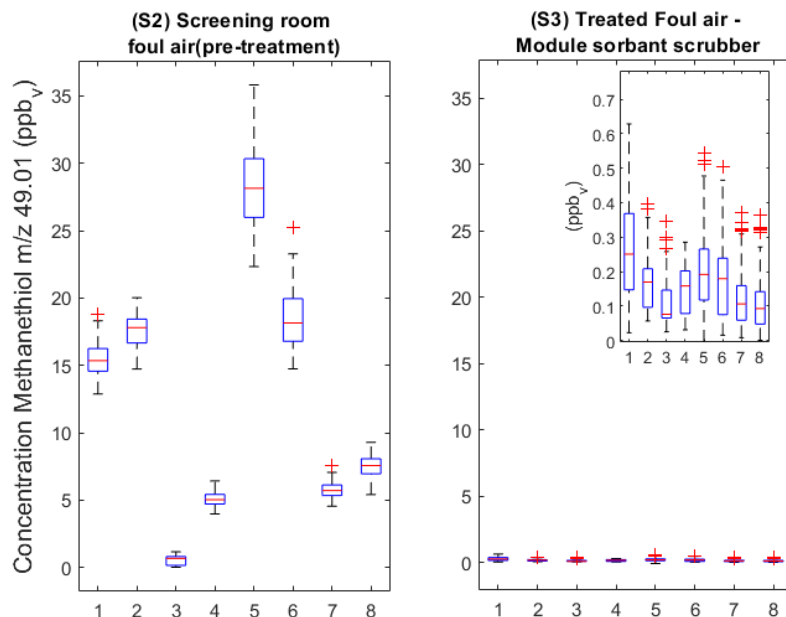 (S2) Screening room
foul air(pre-treatment)
Concentration Methanethiol m/z 49.01 (ppbv)
35
30
25
20
15
10
5
0
1 2 3 4 5 6 7 8
(S3) Treated Foul air -
Module sorbant scrubber
35
30
25
20
15
10
5
0
1 2 3 4 5 6 7 8
(ppbv)
0.7
0.6
0.5
0.4
0.3
0.2
0.1
0
1 2 3 4 5 6 7 8